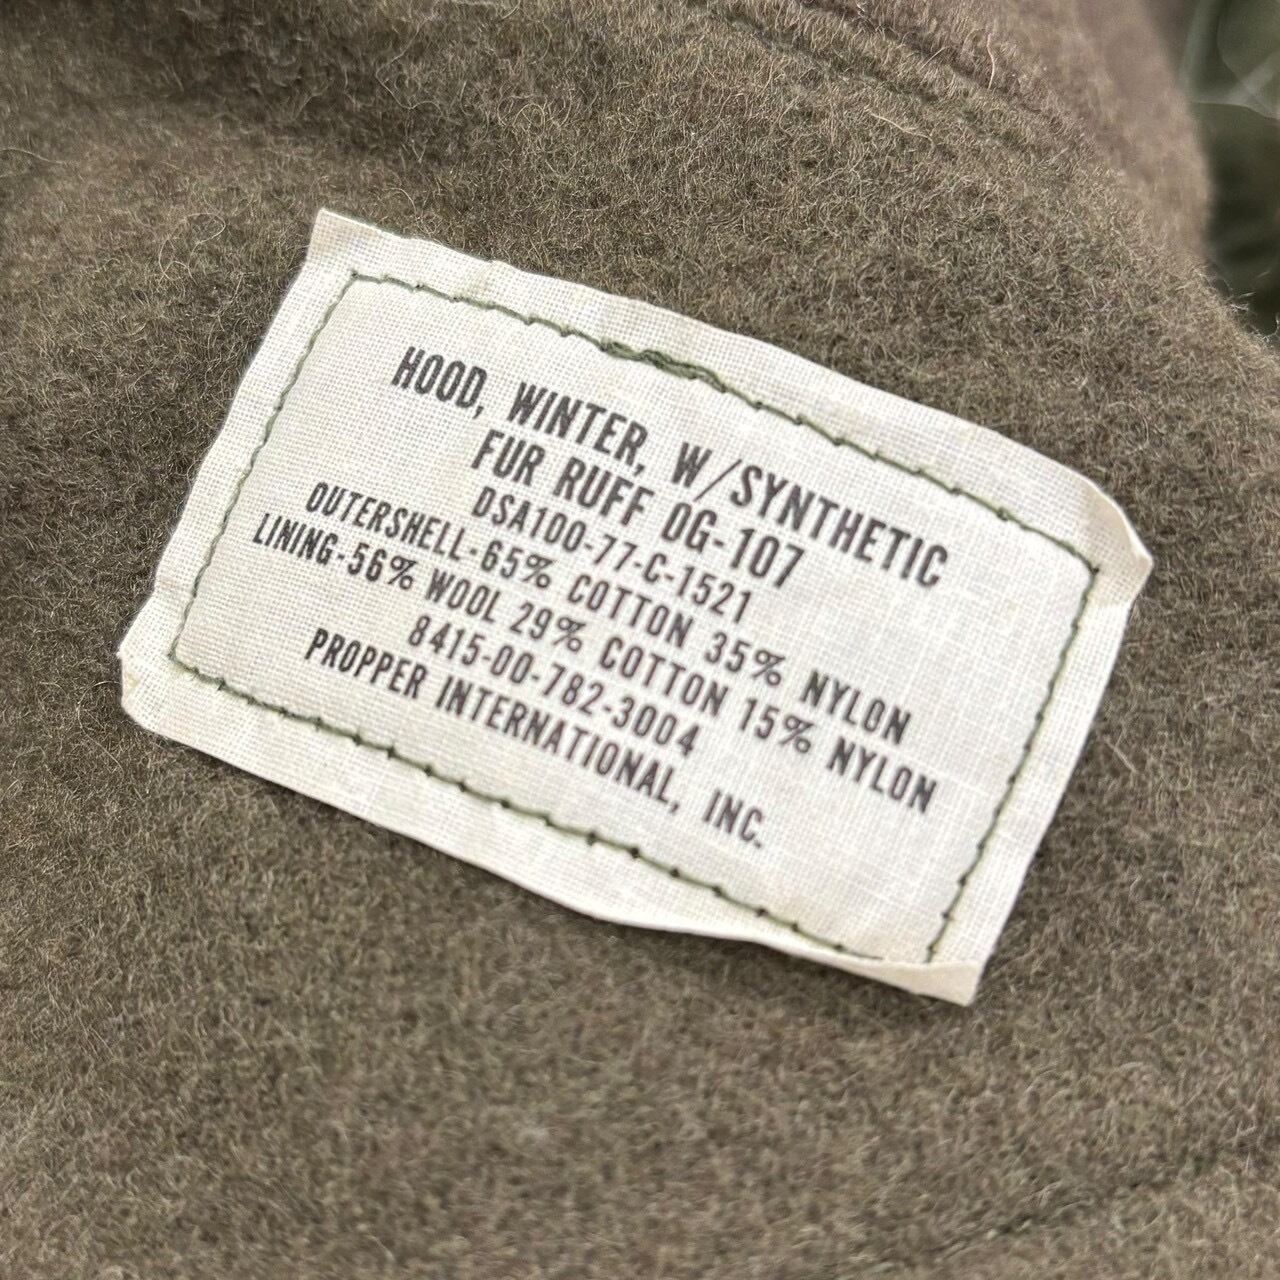 HOOD, WINTER, W/SYNTHETIC
FUR RUFF OG-107
DSA100-77-C-1521
OUTERSHELL-65% COTTON 35% NYLON
LINING-56% WOOL 29% COTTON 15% NYLON
8415-00-782-3004
PROPPER INTERNATIONAL, INC.